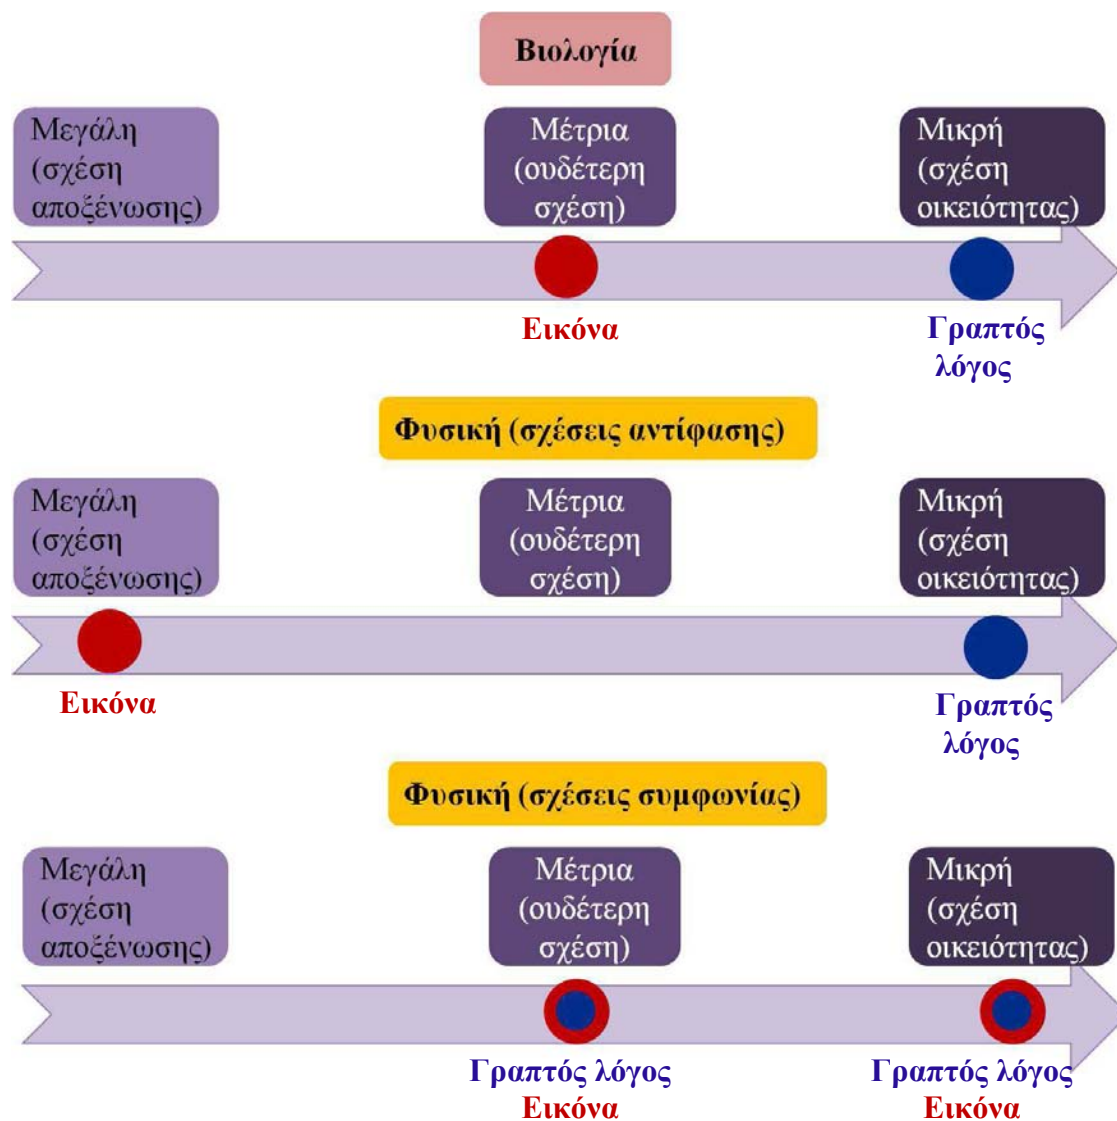 Βιολογία
Μεγάλη
(σχέση
αποξένωσης)
Μέτρια
(ουδέτερη
σχέση)
Μικρή
(σχέση
οικειότητας)
Εικόνα
Γραπτός
λόγος
Φυσική (σχέσεις αντίφασης)
Μεγάλη
(σχέση
αποξένωσης)
Μέτρια
(ουδέτερη
σχέση)
Μικρή
(σχέση
οικειότητας)
Εικόνα
Γραπτός
λόγος
Φυσική (σχέσεις συμφωνίας)
Μεγάλη
(σχέση
αποξένωσης)
Μέτρια
(ουδέτερη
σχέση)
Μικρή
(σχέση
οικειότητας)
Γραπτός λόγος
Εικόνα
Γραπτός λόγος
Εικόνα